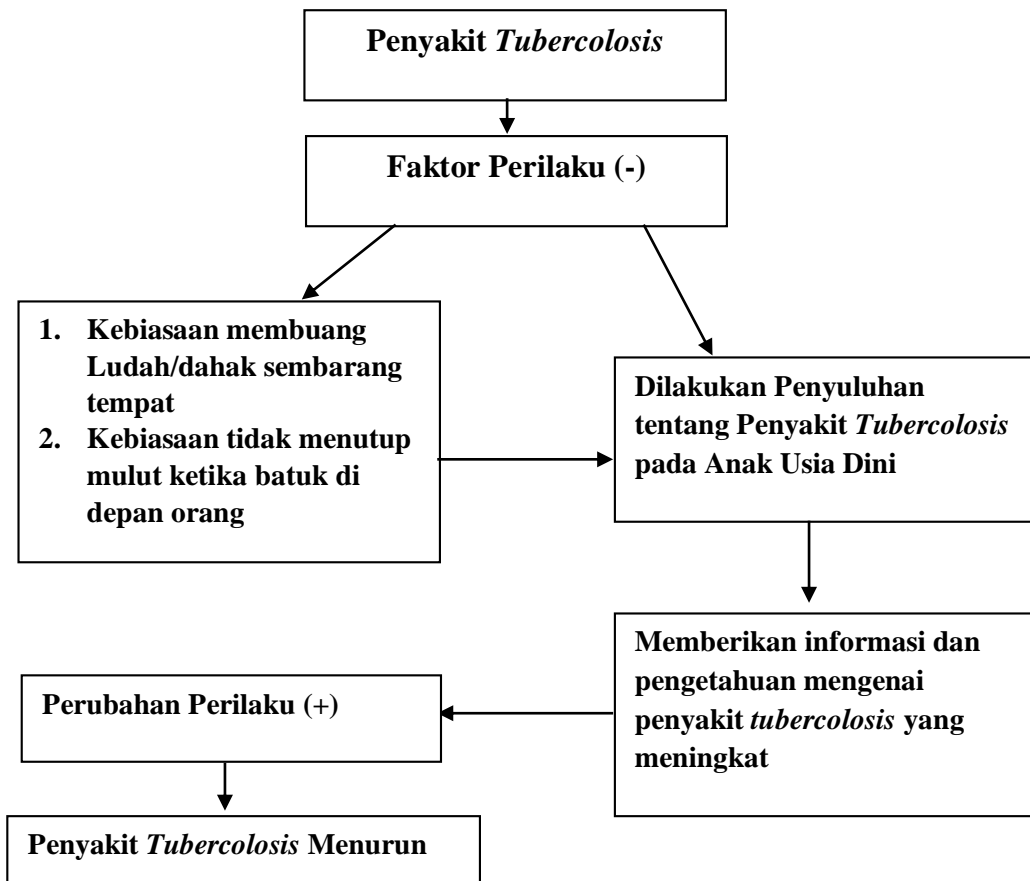 Penyakit Tubercolosis
Faktor Perilaku (-)
1. Kebiasaan membuang
Ludah/dahak sembarang
tempat
2. Kebiasaan tidak menutup
mulut ketika batuk di
depan orang
Dilakukan Penyuluhan
tentang Penyakit Tubercolosis
pada Anak Usia Dini
Memberikan informasi dan
pengetahuan mengenai
penyakit tubercolosis yang
meningkat
Perubahan Perilaku (+)
Penyakit Tubercolosis Menurun